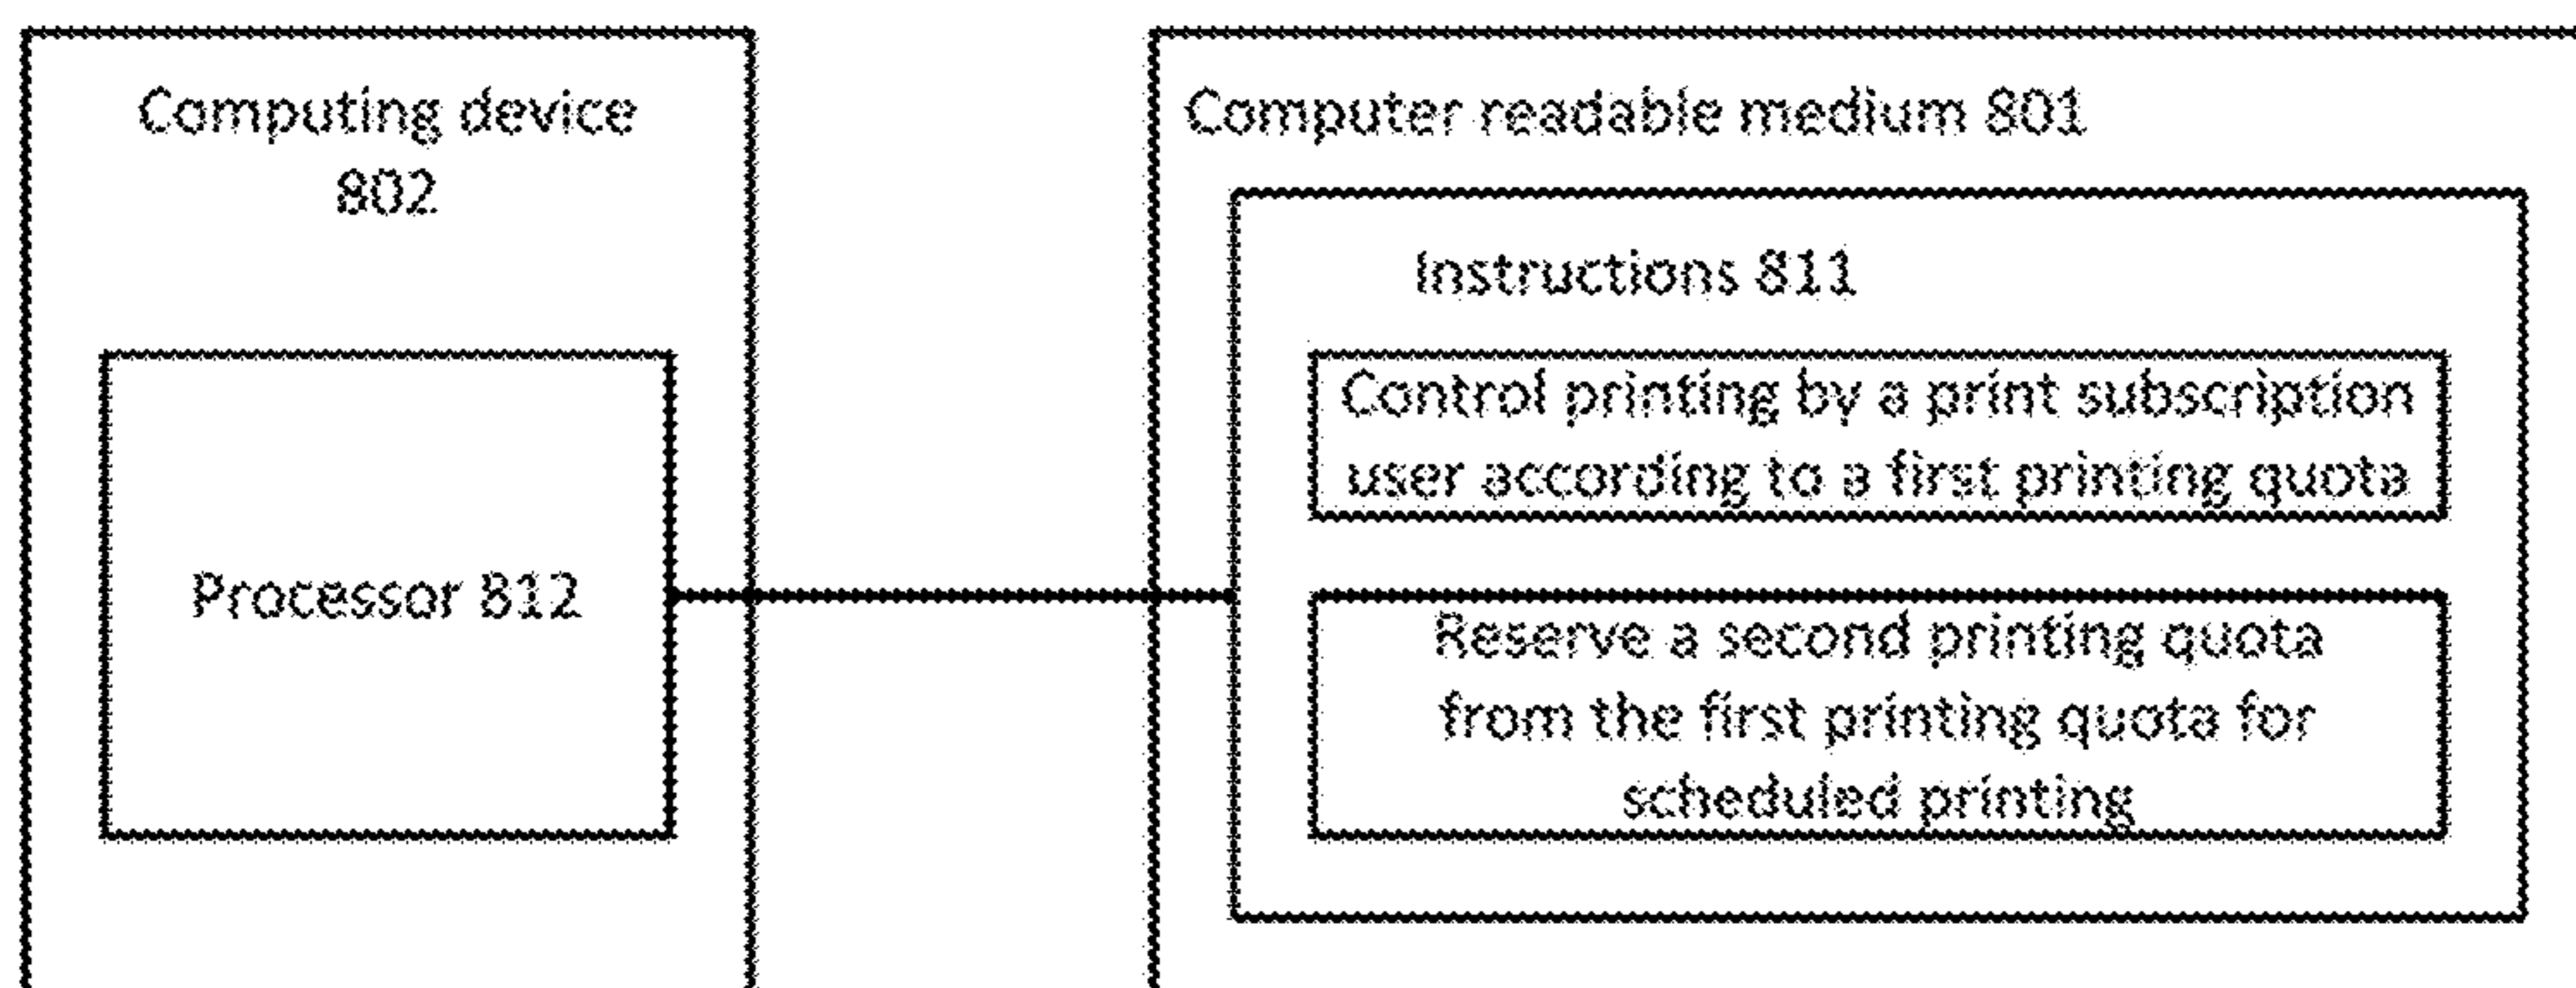 Computing device
802
Processor 812
Computer readable medium 801
Instructions 811
Control printing by a print subscription
user according to a first printing quota
Reserve a second printing quota
from the first printing quota for
scheduled printing